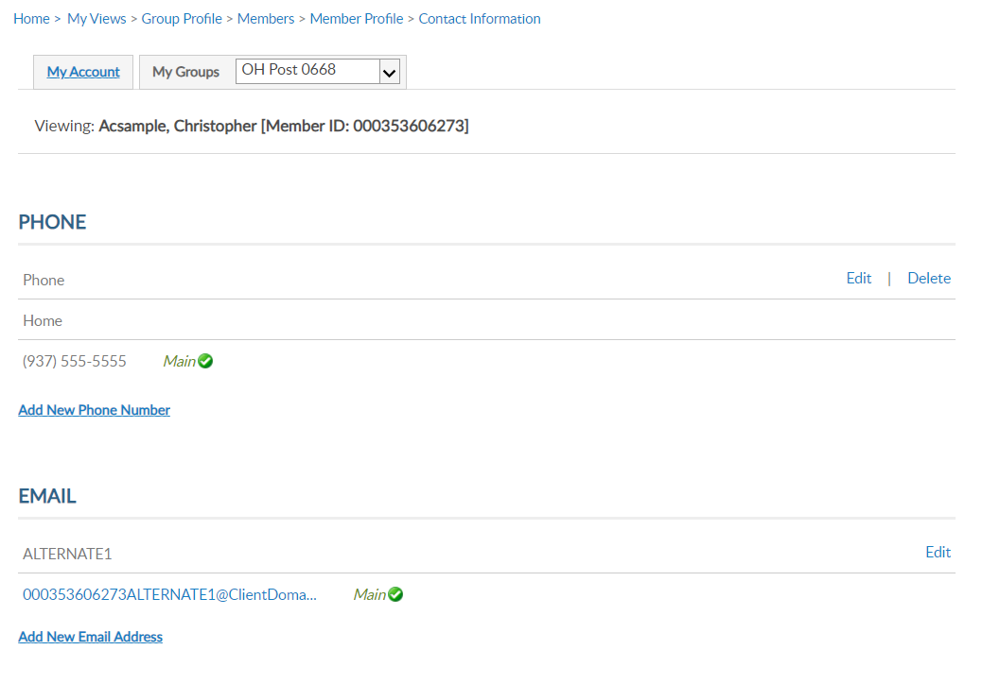 Home > My Views > Group Profile > Members > Member Profile > Contact Information
My Account My Groups OH Post 0668
Viewing: Acsample, Christopher [Member ID: 000353606273]
PHONE
Phone Edit | Delete
Home
(937) 555-5555 Main
Add New Phone Number
EMAIL
ALTERNATE1 Edit
000353606273ALTERNATE1@ClientDoma... Main
Add New Email Address